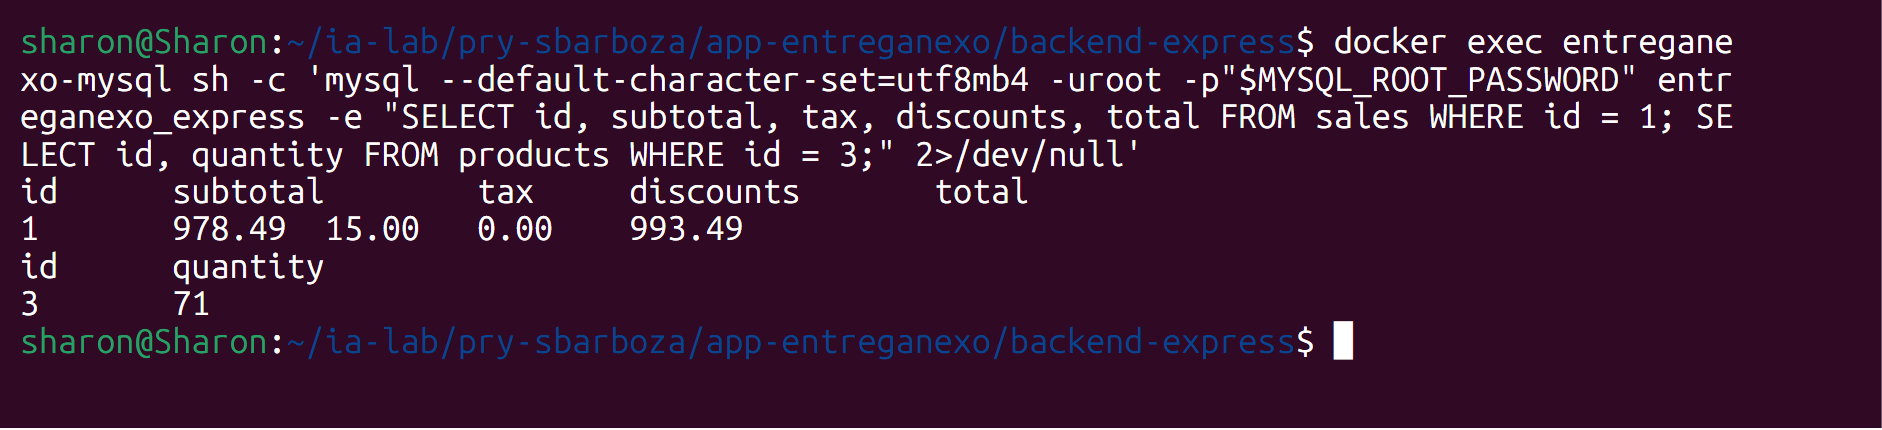 sharon@Sharon:~/ia-lab/pry-sbarboza/app-entreganexo/backend-express$ docker exec entregane
xo-mysql sh -c 'mysql --default-character-set=utf8mb4 -uroot -p"$MYSQL_ROOT_PASSWORD" entr
eganexo_express -e "SELECT id, subtotal, tax, discounts, total FROM sales WHERE id = 1; SE
LECT id, quantity FROM products WHERE id = 3;" 2>/dev/null'
id	subtotal	tax	discounts	total
1	978.49	15.00	0.00	993.49
id	quantity
3	71
sharon@Sharon:~/ia-lab/pry-sbarboza/app-entreganexo/backend-express$